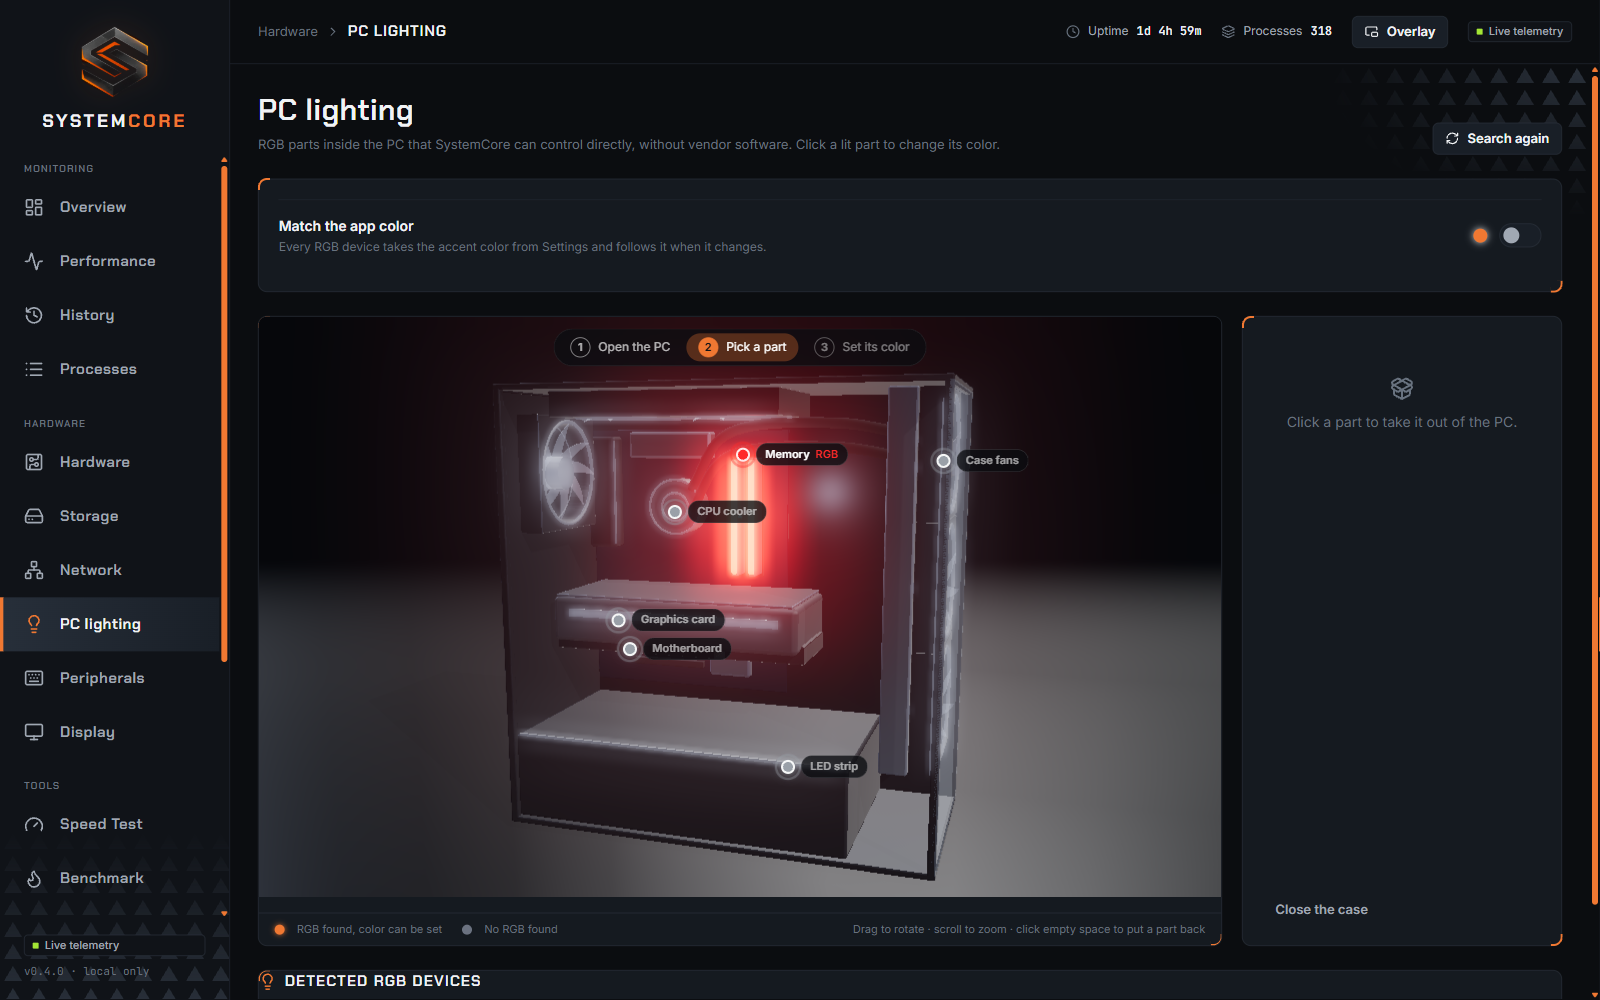 SYSTEMCORE
Hardware > PC LIGHTING
Uptime 1d 4h 59m
Processes 318
Overlay
Live telemetry
MONITORING
Overview
Performance
History
Processes
HARDWARE
Hardware
Storage
Network
PC lighting
Peripherals
Display
TOOLS
Speed Test
Benchmark
Live telemetry
v0.4.0 · local only
PC lighting
RGB parts inside the PC that SystemCore can control directly, without vendor software. Click a lit part to change its color.
Search again
Match the app color
Every RGB device takes the accent color from Settings and follows it when it changes.
1 Open the PC
2 Pick a part
3 Set its color
Memory RGB
Case fans
CPU cooler
Graphics card
Motherboard
LED strip
RGB found, color can be set
No RGB found
Drag to rotate · scroll to zoom · click empty space to put a part back
Click a part to take it out of the PC.
Close the case
DETECTED RGB DEVICES